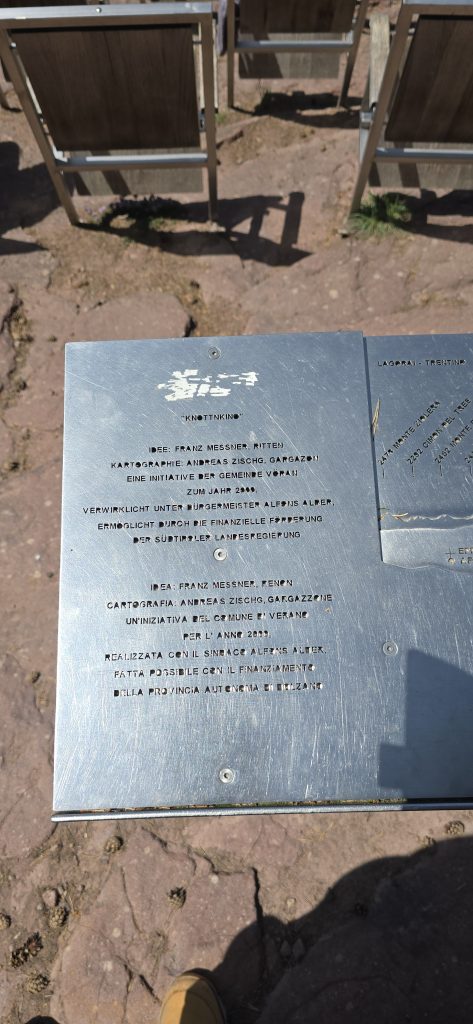 "KNOTTNKINO"
IDEE: FRANZ MESSNER, RITTEN
KARTOGRAPHIE: ANDREAS ZISCHG, GARGAZON
EINE INITIATIVE DER GEMEINDE VÖRAN
ZUM JAHR 2000.
VERWIRKLICHT UNTER BÜRGERMEISTER ALFONS ALBER,
ERMÖGLICHT DURCH DIE FINANZIELLE FÖRDERUNG
DER SÜDTIROLER LANDESREGIERUNG
IDEA: FRANZ MESSNER, RENON
CARTOGRAFIA: ANDREAS ZISCHG, GARGAZZONE
UN'INIZIATIVA DEL COMUNE DI VERANO
PER L' ANNO 2000.
REALIZZATA CON IL SINDACO ALFONS ALBER,
FATTA POSSIBILE CON IL FINANZIAMENTO
DELLA PROVINCIA AUTONOMA DI BOLZANO
LAGORAI - TRENTINO
2474 MONTE ZIOLERA